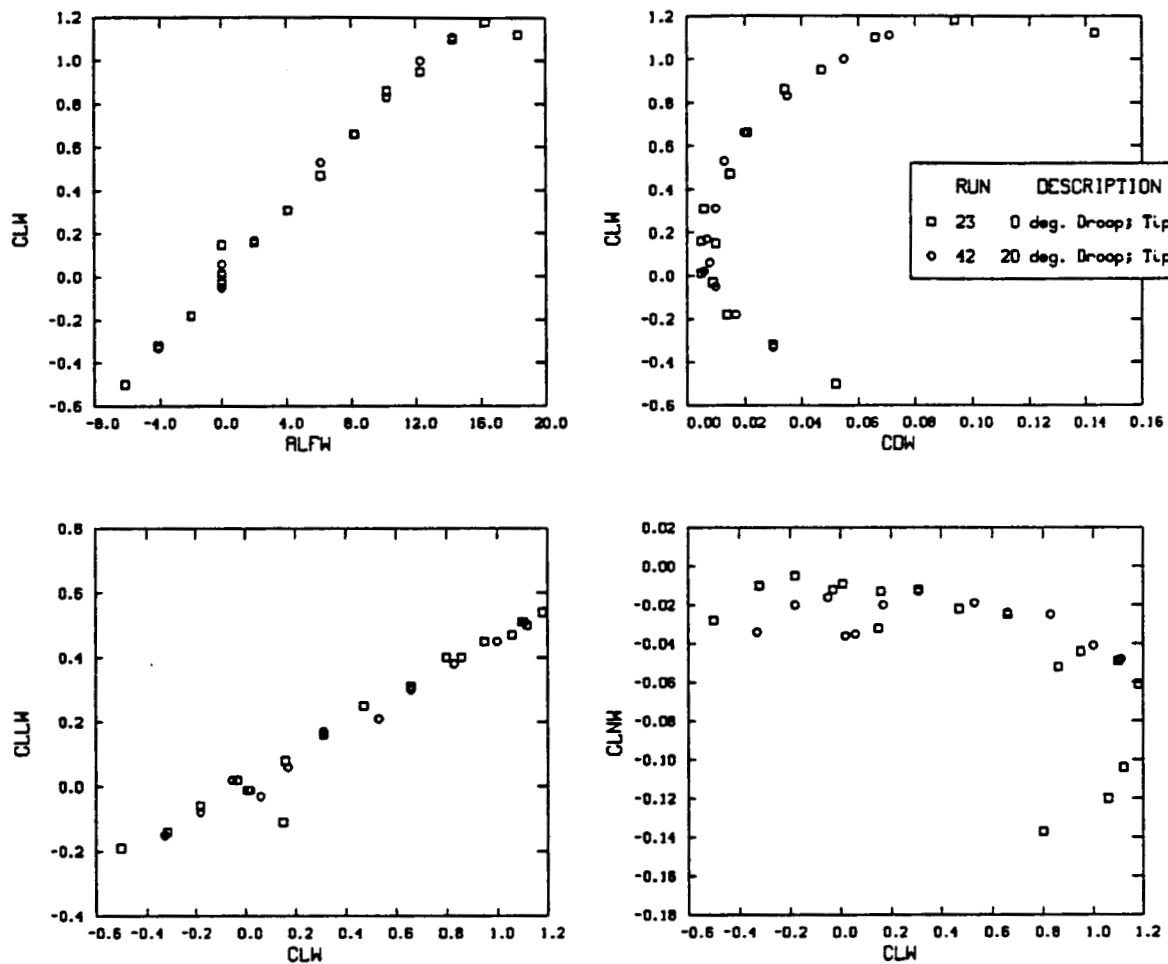 1.2
1.0
0.8
0.6
0.4
0.2
0.0
-0.2
-0.4
-0.6
CLW
-8.0 -4.0 0.0 4.0 8.0 12.0 16.0 20.0
ALFW
1.2
1.0
0.8
0.6
0.4
0.2
0.0
-0.2
-0.4
-0.6
CLW
0.00 0.02 0.04 0.06 0.08 0.10 0.12 0.14 0.16
CDW
RUN DESCRIPTION
23 0 deg. Droop; Tip
42 20 deg. Droop; Tip
0.8
0.6
0.4
0.2
0.0
-0.2
-0.4
CLLW
-0.6 -0.4 -0.2 0.0 0.2 0.4 0.6 0.8 1.0 1.2
CLW
0.02
0.00
-0.02
-0.04
-0.06
-0.08
-0.10
-0.12
-0.14
-0.16
-0.18
CLNW
-0.6 -0.4 -0.2 0.0 0.2 0.4 0.6 0.8 1.0 1.2
CLW